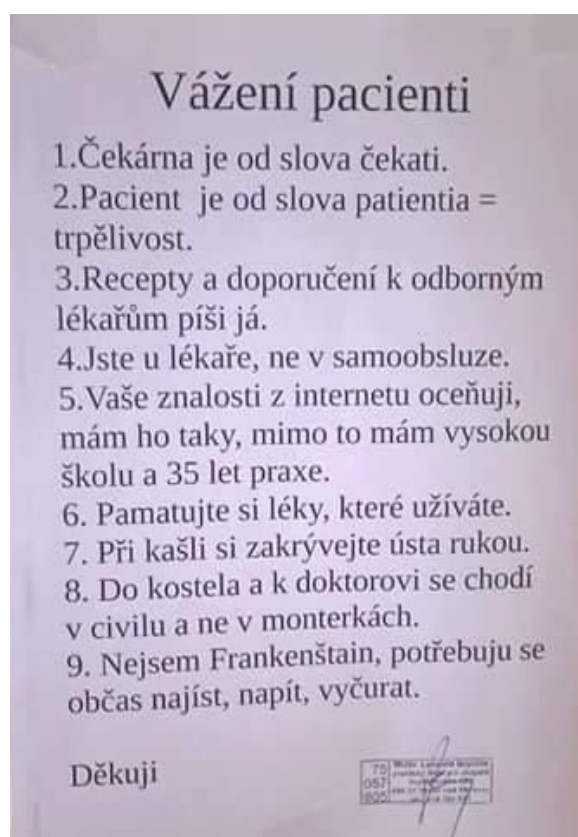 Vážení pacienti
1.Čekárna je od slova čekati.
2.Pacient je od slova patientia =
trpělivost.
3.Recepty a doporučení k odborným
lékařům píši já.
4.Jste u lékaře, ne v samoobsluze.
5.Vaše znalosti z internetu oceňuji,
mám ho taky, mimo to mám vysokou
školu a 35 let praxe.
6. Pamatujte si léky, které užíváte.
7. Při kašli si zakrývejte ústa rukou.
8. Do kostela a k doktorovi se chodí
v civilu a ne v monterkách.
9. Nejsem Frankenštain, potřebuju se
občas najíst, napít, vyčurat.
Děkuji
75